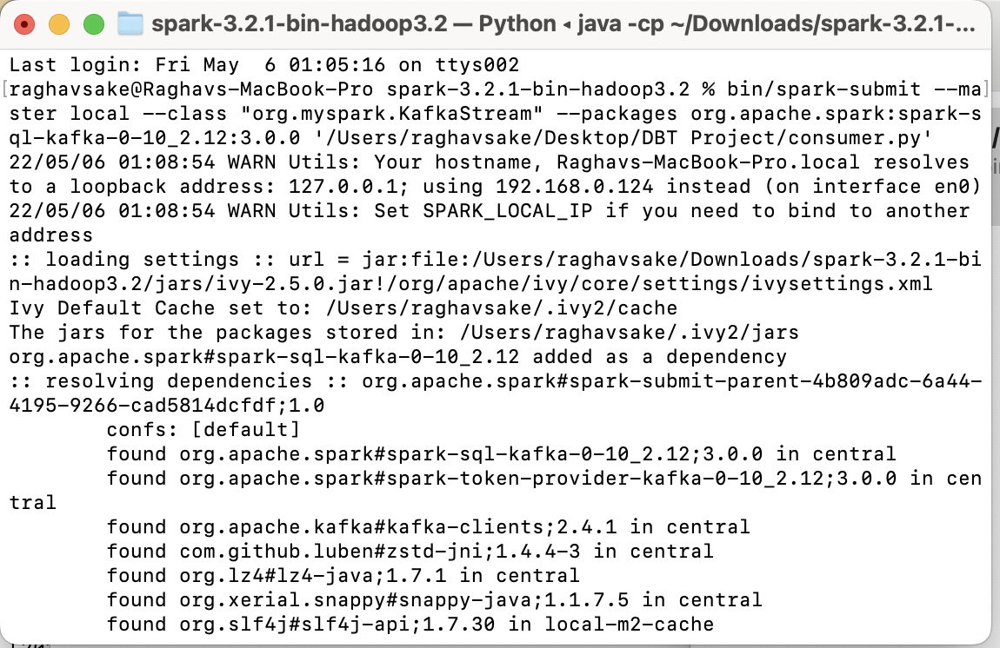 spark-3.2.1-bin-hadoop3.2 — Python ◂ java -cp ~/Downloads/spark-3.2.1-...
Last login: Fri May  6 01:05:16 on ttys002
[raghavsake@Raghavs-MacBook-Pro spark-3.2.1-bin-hadoop3.2 % bin/spark-submit --ma]
ster local --class "org.myspark.KafkaStream" --packages org.apache.spark:spark-s
ql-kafka-0-10_2.12:3.0.0 '/Users/raghavsake/Desktop/DBT Project/consumer.py'
22/05/06 01:08:54 WARN Utils: Your hostname, Raghavs-MacBook-Pro.local resolves
to a loopback address: 127.0.0.1; using 192.168.0.124 instead (on interface en0)
22/05/06 01:08:54 WARN Utils: Set SPARK_LOCAL_IP if you need to bind to another
address
:: loading settings :: url = jar:file:/Users/raghavsake/Downloads/spark-3.2.1-bi
n-hadoop3.2/jars/ivy-2.5.0.jar!/org/apache/ivy/core/settings/ivysettings.xml
Ivy Default Cache set to: /Users/raghavsake/.ivy2/cache
The jars for the packages stored in: /Users/raghavsake/.ivy2/jars
org.apache.spark#spark-sql-kafka-0-10_2.12 added as a dependency
:: resolving dependencies :: org.apache.spark#spark-submit-parent-4b809adc-6a44-
4195-9266-cad5814dcfdf;1.0
        confs: [default]
        found org.apache.spark#spark-sql-kafka-0-10_2.12;3.0.0 in central
        found org.apache.spark#spark-token-provider-kafka-0-10_2.12;3.0.0 in cen
tral
        found org.apache.kafka#kafka-clients;2.4.1 in central
        found com.github.luben#zstd-jni;1.4.4-3 in central
        found org.lz4#lz4-java;1.7.1 in central
        found org.xerial.snappy#snappy-java;1.1.7.5 in central
        found org.slf4j#slf4j-api;1.7.30 in local-m2-cache